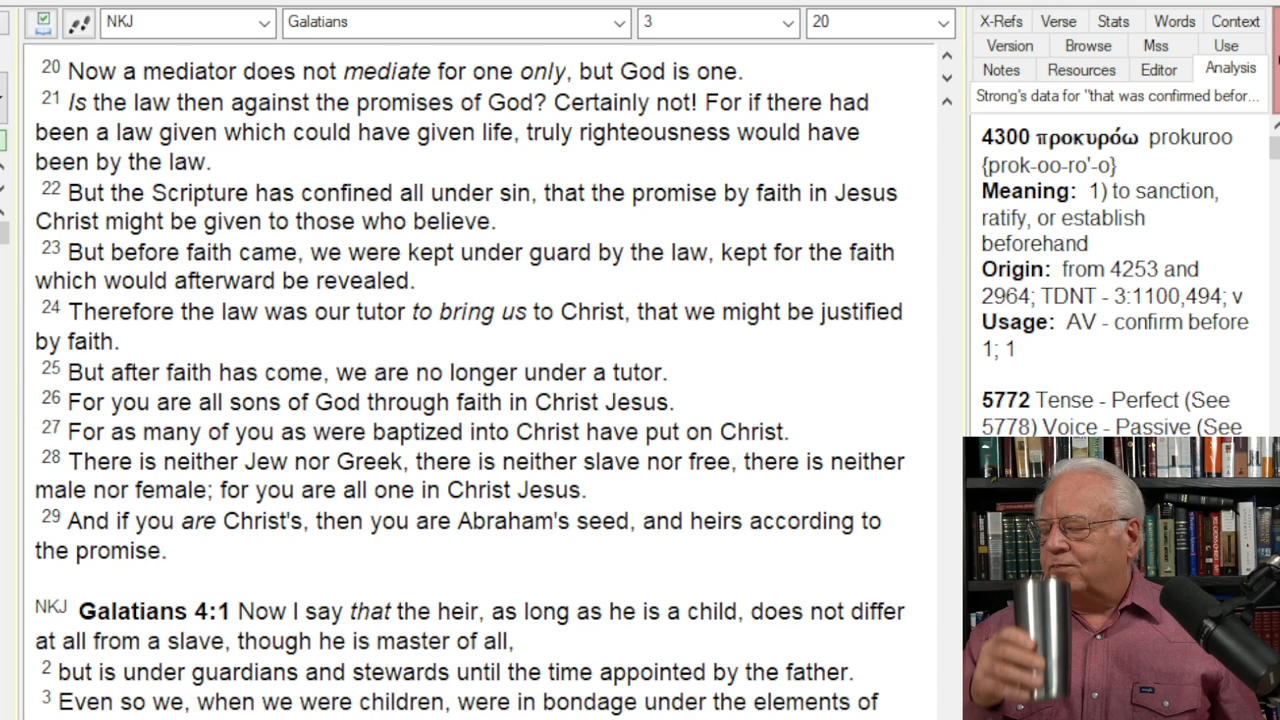 NKJ
Galatians
3
20
X-Refs Verse Stats Words Context
Version Browse Mss Use
Notes Resources Editor Analysis
Strong's data for "that was confirmed befor...
20 Now a mediator does not mediate for one only, but God is one.
21 Is the law then against the promises of God? Certainly not! For if there had
been a law given which could have given life, truly righteousness would have
been by the law.
22 But the Scripture has confined all under sin, that the promise by faith in Jesus
Christ might be given to those who believe.
23 But before faith came, we were kept under guard by the law, kept for the faith
which would afterward be revealed.
24 Therefore the law was our tutor to bring us to Christ, that we might be justified
by faith.
25 But after faith has come, we are no longer under a tutor.
26 For you are all sons of God through faith in Christ Jesus.
27 For as many of you as were baptized into Christ have put on Christ.
28 There is neither Jew nor Greek, there is neither slave nor free, there is neither
male nor female; for you are all one in Christ Jesus.
29 And if you are Christ's, then you are Abraham's seed, and heirs according to
the promise.
NKJ Galatians 4:1 Now I say that the heir, as long as he is a child, does not differ
at all from a slave, though he is master of all,
2 but is under guardians and stewards until the time appointed by the father.
3 Even so we, when we were children, were in bondage under the elements of
4300 προκυρόω prokuroo
{prok-oo-ro'-o}
Meaning: 1) to sanction,
ratify, or establish
beforehand
Origin: from 4253 and
2964; TDNT - 3:1100,494; v
Usage: AV - confirm before
1; 1
5772 Tense - Perfect (See
5778) Voice - Passive (See